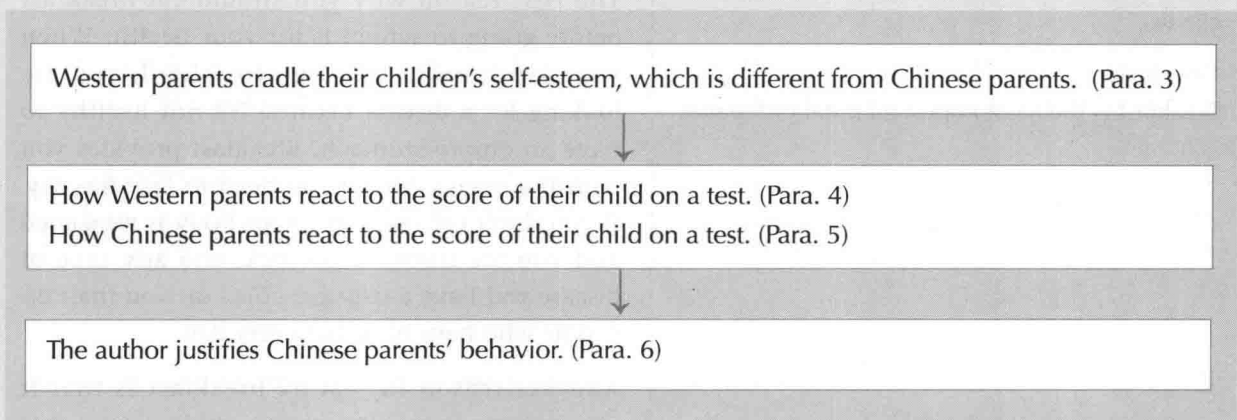 Western parents cradle their children's self-esteem, which is different from Chinese parents. (Para. 3)
How Western parents react to the score of their child on a test. (Para. 4)
How Chinese parents react to the score of their child on a test. (Para. 5)
The author justifies Chinese parents' behavior. (Para. 6)